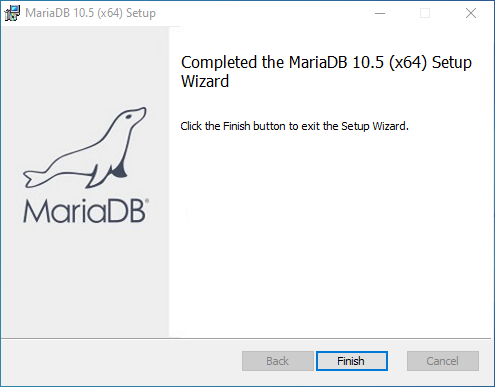 MariaDB 10.5 (x64) Setup
Completed the MariaDB 10.5 (x64) Setup
Wizard
Click the Finish button to exit the Setup Wizard.
MariaDB®
Back
Finish
Cancel